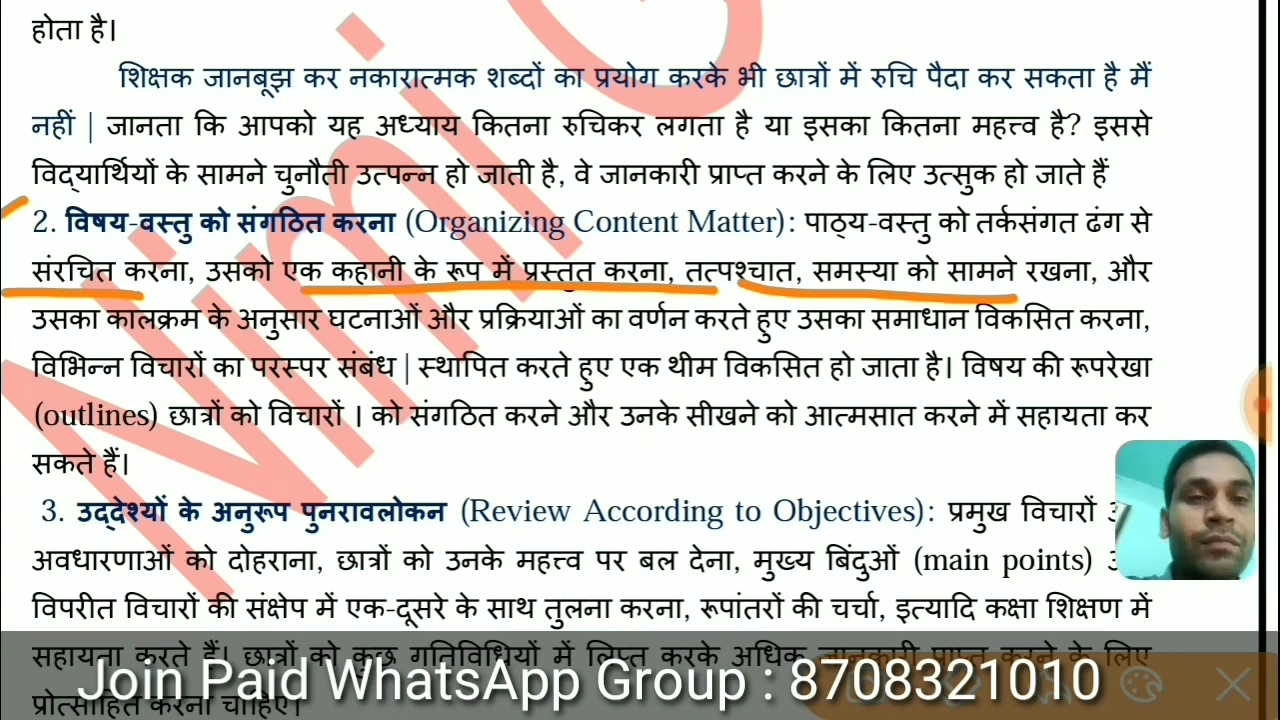 होता है।
शिक्षक जानबूझ कर नकारात्मक शब्दों का प्रयोग करके भी छात्रों में रुचि पैदा कर सकता है मैं
नहीं | जानता कि आपको यह अध्याय कितना रुचिकर लगता है या इसका कितना महत्त्व है? इससे
विद्यार्थियों के सामने चुनौती उत्पन्न हो जाती है, वे जानकारी प्राप्त करने के लिए उत्सुक हो जाते हैं
2. विषय-वस्तु को संगठित करना (Organizing Content Matter): पाठ्य-वस्तु को तर्कसंगत ढंग से
संरचित करना, उसको एक कहानी के रूप में प्रस्तुत करना, तत्पश्चात, समस्या को सामने रखना, और
उसका कालक्रम के अनुसार घटनाओं और प्रक्रियाओं का वर्णन करते हुए उसका समाधान विकसित करना,
विभिन्न विचारों का परस्पर संबंध | स्थापित करते हुए एक थीम विकसित हो जाता है। विषय की रूपरेखा
(outlines) छात्रों को विचारों । को संगठित करने और उनके सीखने को आत्मसात करने में सहायता कर
सकते हैं।
3. उद्देश्यों के अनुरूप पुनरावलोकन (Review According to Objectives): प्रमुख विचारों
अवधारणाओं को दोहराना, छात्रों को उनके महत्त्व पर बल देना, मुख्य बिंदुओं (main points)
विपरीत विचारों की संक्षेप में एक-दूसरे के साथ तुलना करना, रूपांतरों की चर्चा, इत्यादि कक्षा शिक्षण में
सहायता करते हैं। छात्रों को कुछ गतिविधियों में लिप्त करके अधिक जानकारी प्राप्त करने के लिए
प्रोत्साहित करना चाहिए।
Join Paid WhatsApp Group : 8708321010
Nimi